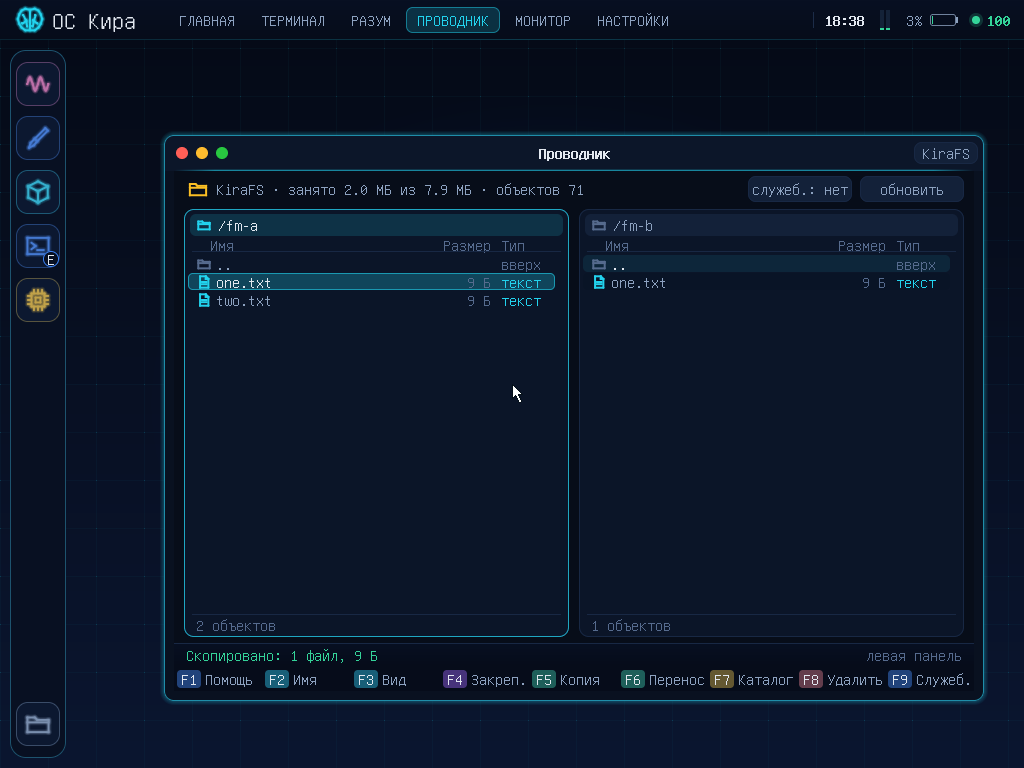 ОС Кира ГЛАВНАЯ ТЕРМИНАЛ РАЗУМ ПРОВОДНИК МОНИТОР НАСТРОЙКИ 18:38 3% 100
Проводник KiraFS
KiraFS · занято 2.0 МБ из 7.9 МБ · объектов 71 служеб.: нет обновить
/fm-a
Имя Размер Тип
.. вверх
one.txt 9 Б текст
two.txt 9 Б текст
2 объектов
/fm-b
Имя Размер Тип
.. вверх
one.txt 9 Б текст
1 объектов
E
Скопировано: 1 файл, 9 Б левая панель
F1 Помощь F2 Имя F3 Вид F4 Закреп. F5 Копия F6 Перенос F7 Каталог F8 Удалить F9 Служеб.